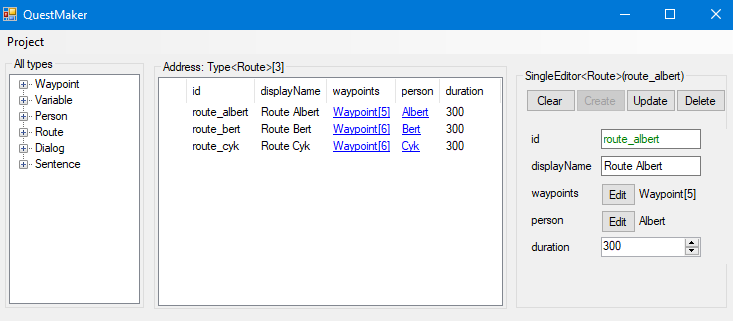 QuestMaker
Project
All types
Waypoint
Variable
Person
Route
Dialog
Sentence
Address: Type<Route>[3]
id displayName waypoints person duration
route_albert Route Albert Waypoint[5] Albert 300
route_bert Route Bert Waypoint[6] Bert 300
route_cyk Route Cyk Waypoint[6] Cyk 300
SingleEditor<Route>(route_albert)
Clear Create Update Delete
id route_albert
displayName Route Albert
waypoints Edit Waypoint[5]
person Edit Albert
duration 300